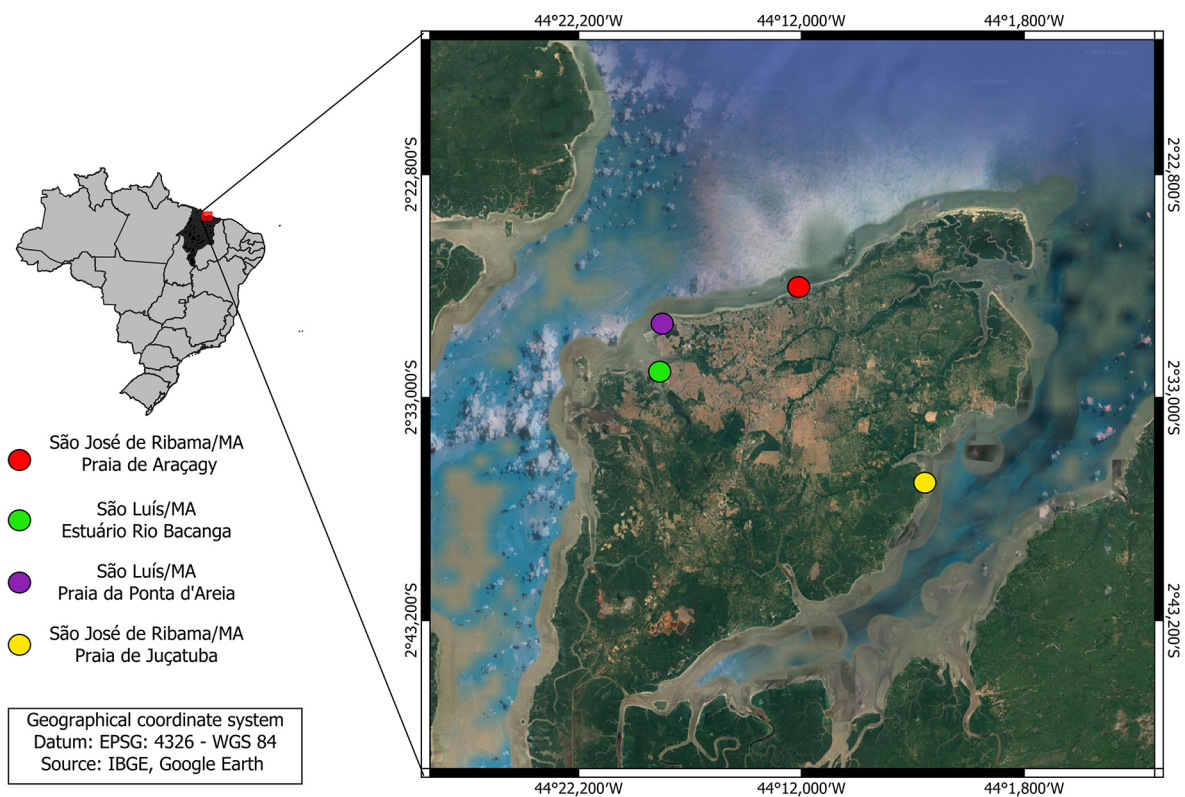 44°22,200'W 44°12,000'W 44°1,800'W
2°22,800'S
2°33,000'S
2°43,200'S
2°22,800'S
2°33,000'S
2°43,200'S
São José de Ribama/MA
Praia de Araçagy
São Luís/MA
Estuário Rio Bacanga
São Luís/MA
Praia da Ponta d'Areia
São José de Ribama/MA
Praia de Juçatuba
Geographical coordinate system
Datum: EPSG: 4326 - WGS 84
Source: IBGE, Google Earth
44°22,200'W 44°12,000'W 44°1,800'W